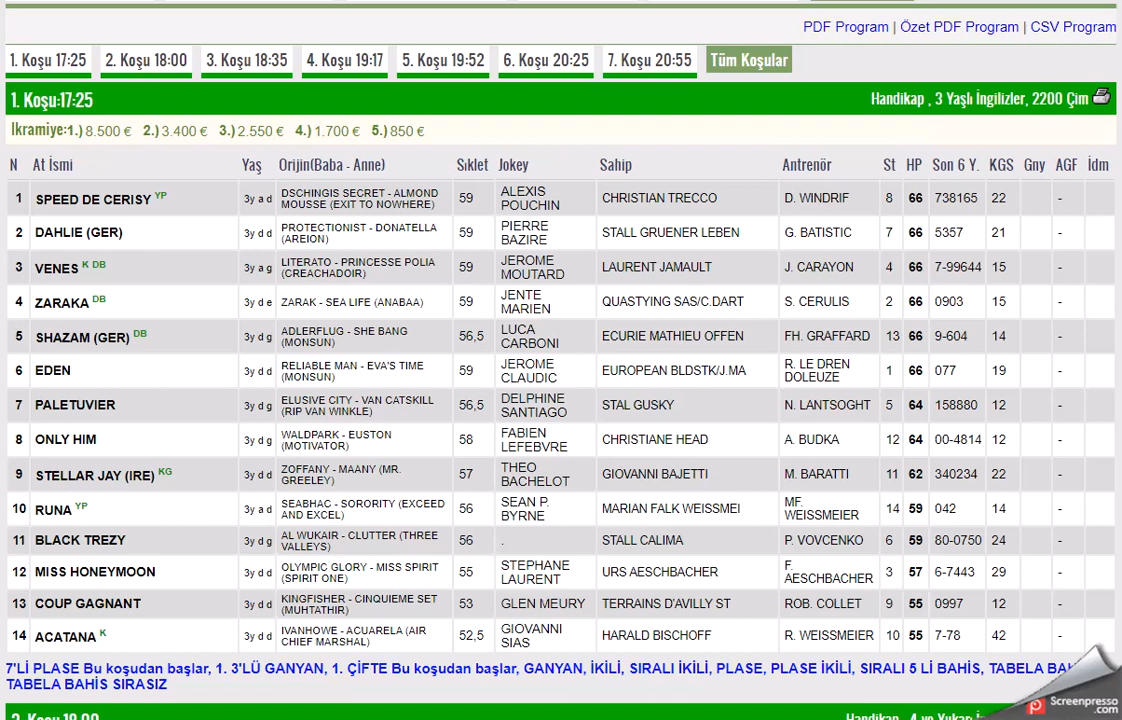 PDF Program | Özet PDF Program | CSV Program
1. Koşu 17:25 2. Koşu 18:00 3. Koşu 18:35 4. Koşu 19:17 5. Koşu 19:52 6. Koşu 20:25 7. Koşu 20:55 Tüm Koşular
1. Koşu:17:25 Handikap , 3 Yaşlı İngilizler, 2200 Çim
İkramiye:1.) 8.500 € 2.) 3.400 € 3.) 2.550 € 4.) 1.700 € 5.) 850 €
N At İsmi Yaş Orijin(Baba - Anne) Sıklet Jokey Sahip Antrenör St HP Son 6 Y. KGS Gny AGF İdm
1 SPEED DE CERISY YP 3y a d DSCHINGIS SECRET - ALMOND MOUSSE (EXIT TO NOWHERE) 59 ALEXIS POUCHIN CHRISTIAN TRECCO D. WINDRIF 8 66 738165 22 -
2 DAHLIE (GER) 3y d d PROTECTIONIST - DONATELLA (AREION) 59 PIERRE BAZIRE STALL GRUENER LEBEN G. BATISTIC 7 66 5357 21 -
3 VENES K DB 3y a g LITERATO - PRINCESSE POLIA (CREACHADOIR) 59 JEROME MOUTARD LAURENT JAMAULT J. CARAYON 4 66 7-99644 15 -
4 ZARAKA DB 3y d e ZARAK - SEA LIFE (ANABAA) 59 JENTE MARIEN QUASTYING SAS/C.DART S. CERULIS 2 66 0903 15 -
5 SHAZAM (GER) DB 3y d g ADLERFLUG - SHE BANG (MONSUN) 56,5 LUCA CARBONI ECURIE MATHIEU OFFEN FH. GRAFFARD 13 66 9-604 14 -
6 EDEN 3y d d RELIABLE MAN - EVA'S TIME (MONSUN) 59 JEROME CLAUDIC EUROPEAN BLDSTK/J.MA R. LE DREN DOLEUZE 1 66 077 19 -
7 PALETUVIER 3y d g ELUSIVE CITY - VAN CATSKILL (RIP VAN WINKLE) 56,5 DELPHINE SANTIAGO STAL GUSKY N. LANTSOGHT 5 64 158880 12 -
8 ONLY HIM 3y d g WALDPARK - EUSTON (MOTIVATOR) 58 FABIEN LEFEBVRE CHRISTIANE HEAD A. BUDKA 12 64 00-4814 12 -
9 STELLAR JAY (IRE) KG 3y d d ZOFFANY - MAANY (MR. GREELEY) 57 THEO BACHELOT GIOVANNI BAJETTI M. BARATTI 11 62 340234 22 -
10 RUNA YP 3y a d SEABHAC - SORORITY (EXCEED AND EXCEL) 56 SEAN P. BYRNE MARIAN FALK WEISSMEI MF. WEISSMEIER 14 59 042 14 -
11 BLACK TREZY 3y d g AL WUKAIR - CLUTTER (THREE VALLEYS) 56 . STALL CALIMA P. VOVCENKO 6 59 80-0750 24 -
12 MISS HONEYMOON 3y d d OLYMPIC GLORY - MISS SPIRIT (SPIRIT ONE) 55 STEPHANE LAURENT URS AESCHBACHER F. AESCHBACHER 3 57 6-7443 29 -
13 COUP GAGNANT 3y d d KINGFISHER - CINQUIEME SET (MUHTATHIR) 53 GLEN MEURY TERRAINS D'AVILLY ST ROB. COLLET 9 55 0997 12 -
14 ACATANA K 3y d d IVANHOWE - ACUARELA (AIR CHIEF MARSHAL) 52,5 GIOVANNI SIAS HARALD BISCHOFF R. WEISSMEIER 10 55 7-78 42 -
7'Lİ PLASE Bu koşudan başlar, 1. 3'LÜ GANYAN, 1. ÇİFTE Bu koşudan başlar, GANYAN, İKİLİ, SIRALI İKİLİ, PLASE, PLASE İKİLİ, SIRALI 5 Lİ BAHİS, TABELA
TABELA BAHİS SIRASIZ
Screenpresso
.com